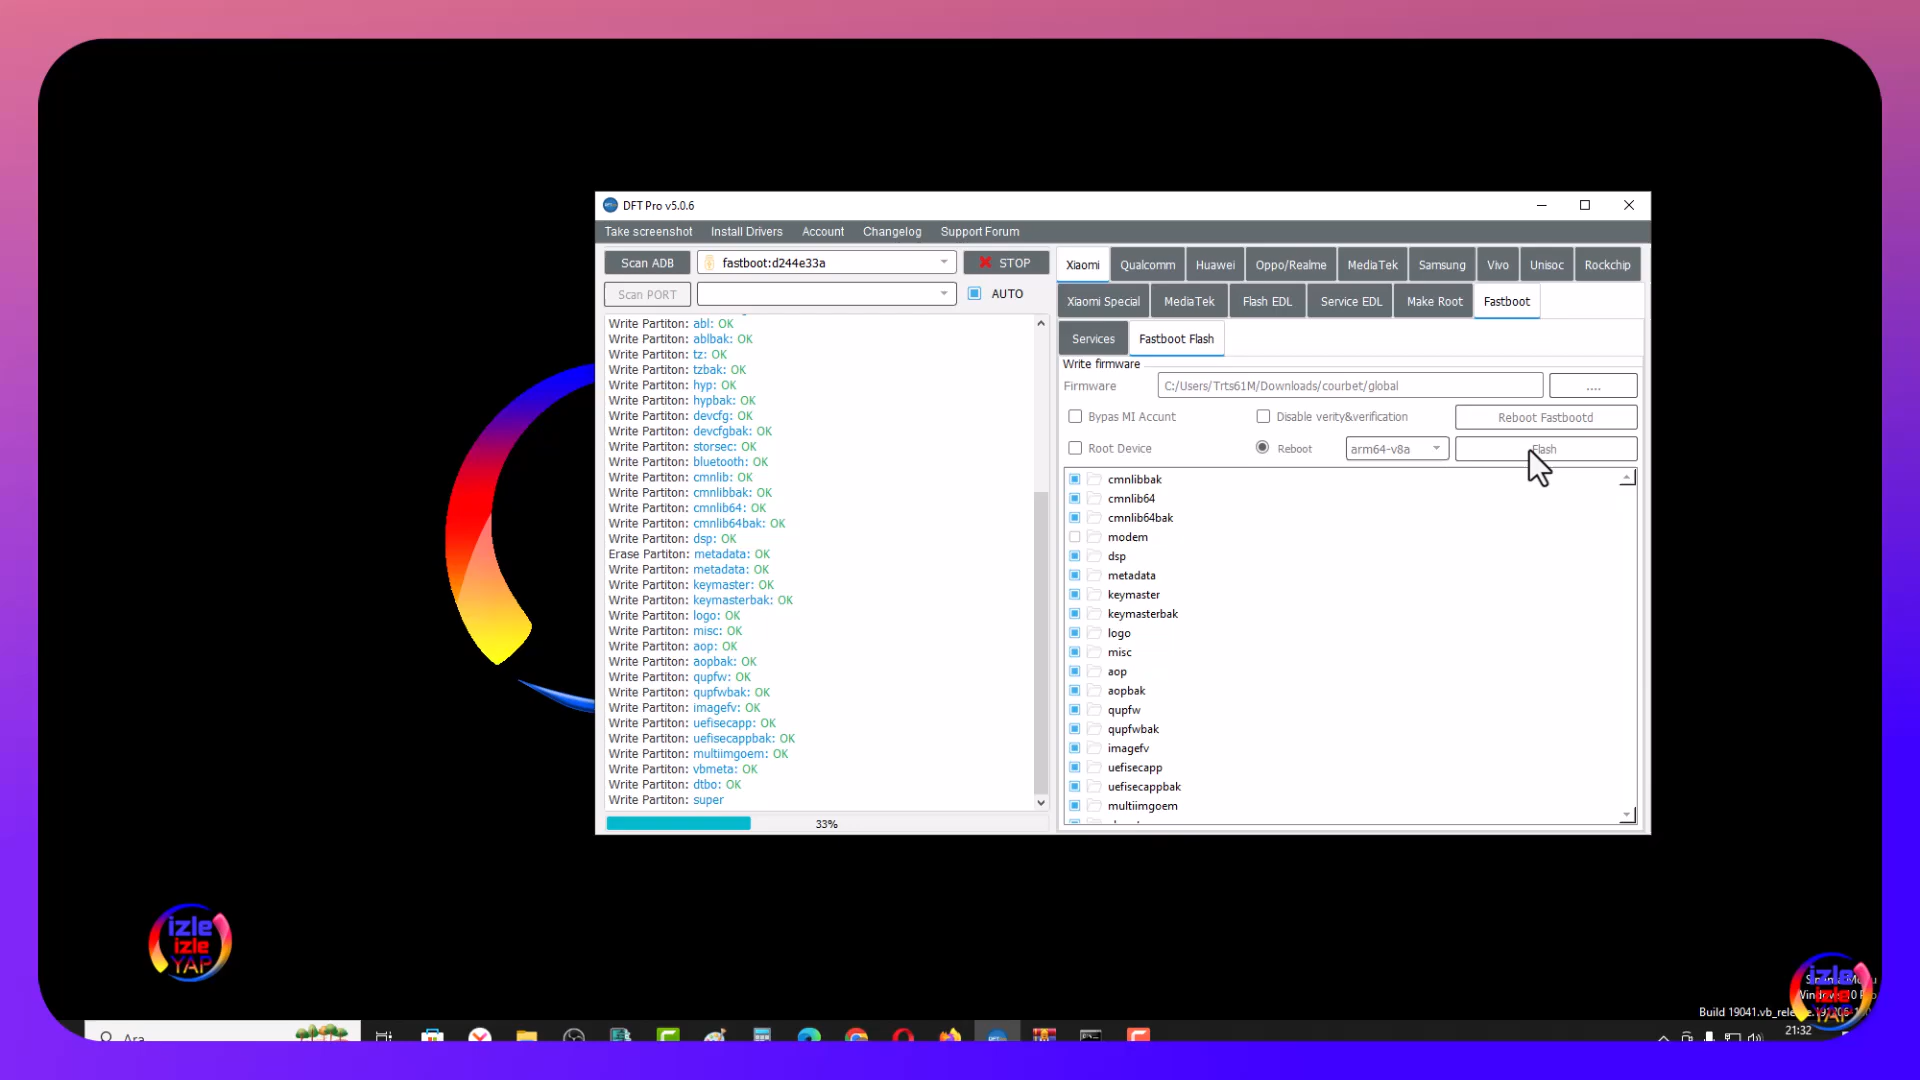 DFT Pro v5.0.6
Take screenshot Install Drivers Account Changelog Support Forum
Scan ADB fastboot:d244e33a STOP
Scan PORT AUTO
Write Partiton: abl: OK
Write Partiton: ablbak: OK
Write Partiton: tz: OK
Write Partiton: tzbak: OK
Write Partiton: hyp: OK
Write Partiton: hypbak: OK
Write Partiton: devcfg: OK
Write Partiton: devcfgbak: OK
Write Partiton: storsec: OK
Write Partiton: bluetooth: OK
Write Partiton: cmnlib: OK
Write Partiton: cmnlibbak: OK
Write Partiton: cmnlib64: OK
Write Partiton: cmnlib64bak: OK
Write Partiton: dsp: OK
Erase Partiton: metadata: OK
Write Partiton: metadata: OK
Write Partiton: keymaster: OK
Write Partiton: keymasterbak: OK
Write Partiton: logo: OK
Write Partiton: misc: OK
Write Partiton: aop: OK
Write Partiton: aopbak: OK
Write Partiton: qupfw: OK
Write Partiton: qupfwbak: OK
Write Partiton: imagefv: OK
Write Partiton: uefisecapp: OK
Write Partiton: uefisecappbak: OK
Write Partiton: multiimgoem: OK
Write Partiton: vbmeta: OK
Write Partiton: dtbo: OK
Write Partiton: super
33%
Xiaomi Qualcomm Huawei Oppo/Realme MediaTek Samsung Vivo Unisoc Rockchip
Xiaomi Special MediaTek Flash EDL Service EDL Make Root Fastboot
Services Fastboot Flash
Write firmware
Firmware C:/Users/Trts61M/Downloads/courbet/global ....
Bypas MI Accunt Disable verity&verification Reboot Fastbootd
Root Device Reboot arm64-v8a Flash
cmnlibbak
cmnlib64
cmnlib64bak
modem
dsp
metadata
keymaster
keymasterbak
logo
misc
aop
aopbak
qupfw
qupfwbak
imagefv
uefisecapp
uefisecappbak
multiimgoem
izle
izle
YAP
izle
izle
YAP
Build 19041.vb_rele
Ara
21:32